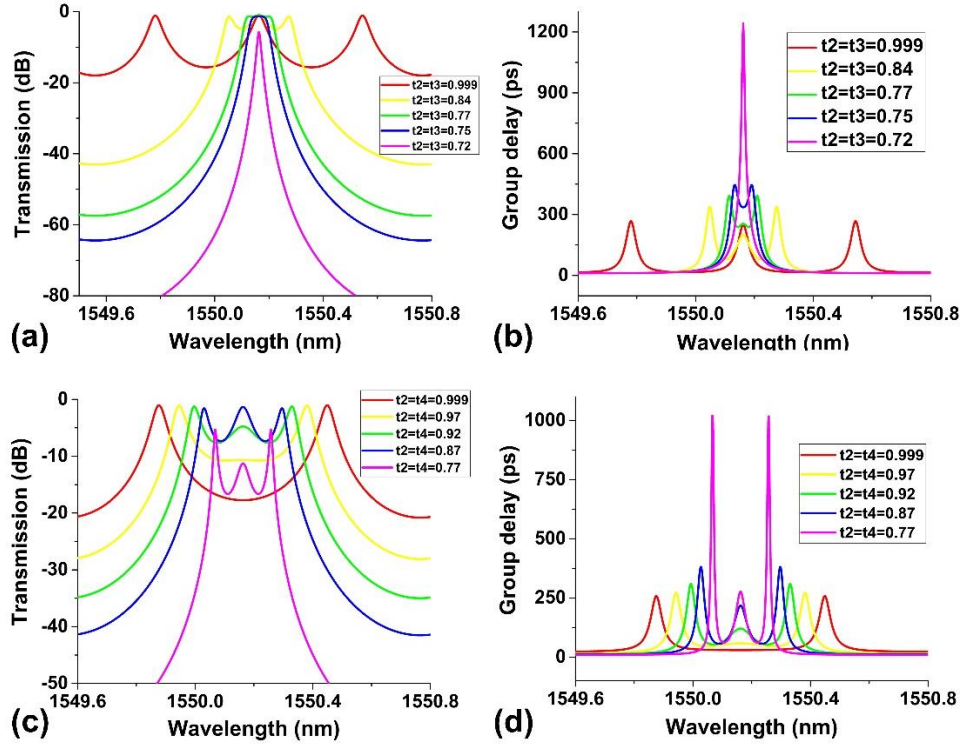 0
-20
-40
-60
-80
Transmission (dB)
t2=t3=0.999
t2=t3=0.84
t2=t3=0.77
t2=t3=0.75
t2=t3=0.72
1549.6 1550.0 1550.4 1550.8
Wavelength (nm)
(a)
1200
900
600
300
0
Group delay (ps)
t2=t3=0.999
t2=t3=0.84
t2=t3=0.77
t2=t3=0.75
t2=t3=0.72
1549.6 1550.0 1550.4 1550.8
Wavelength (nm)
(b)
0
-10
-20
-30
-40
-50
Transmission (dB)
t2=t4=0.999
t2=t4=0.97
t2=t4=0.92
t2=t4=0.87
t2=t4=0.77
1549.6 1550.0 1550.4 1550.8
Wavelength (nm)
(c)
1000
750
500
250
0
Group delay (ps)
t2=t4=0.999
t2=t4=0.97
t2=t4=0.92
t2=t4=0.87
t2=t4=0.77
1549.6 1550.0 1550.4 1550.8
Wavelength (nm)
(d)